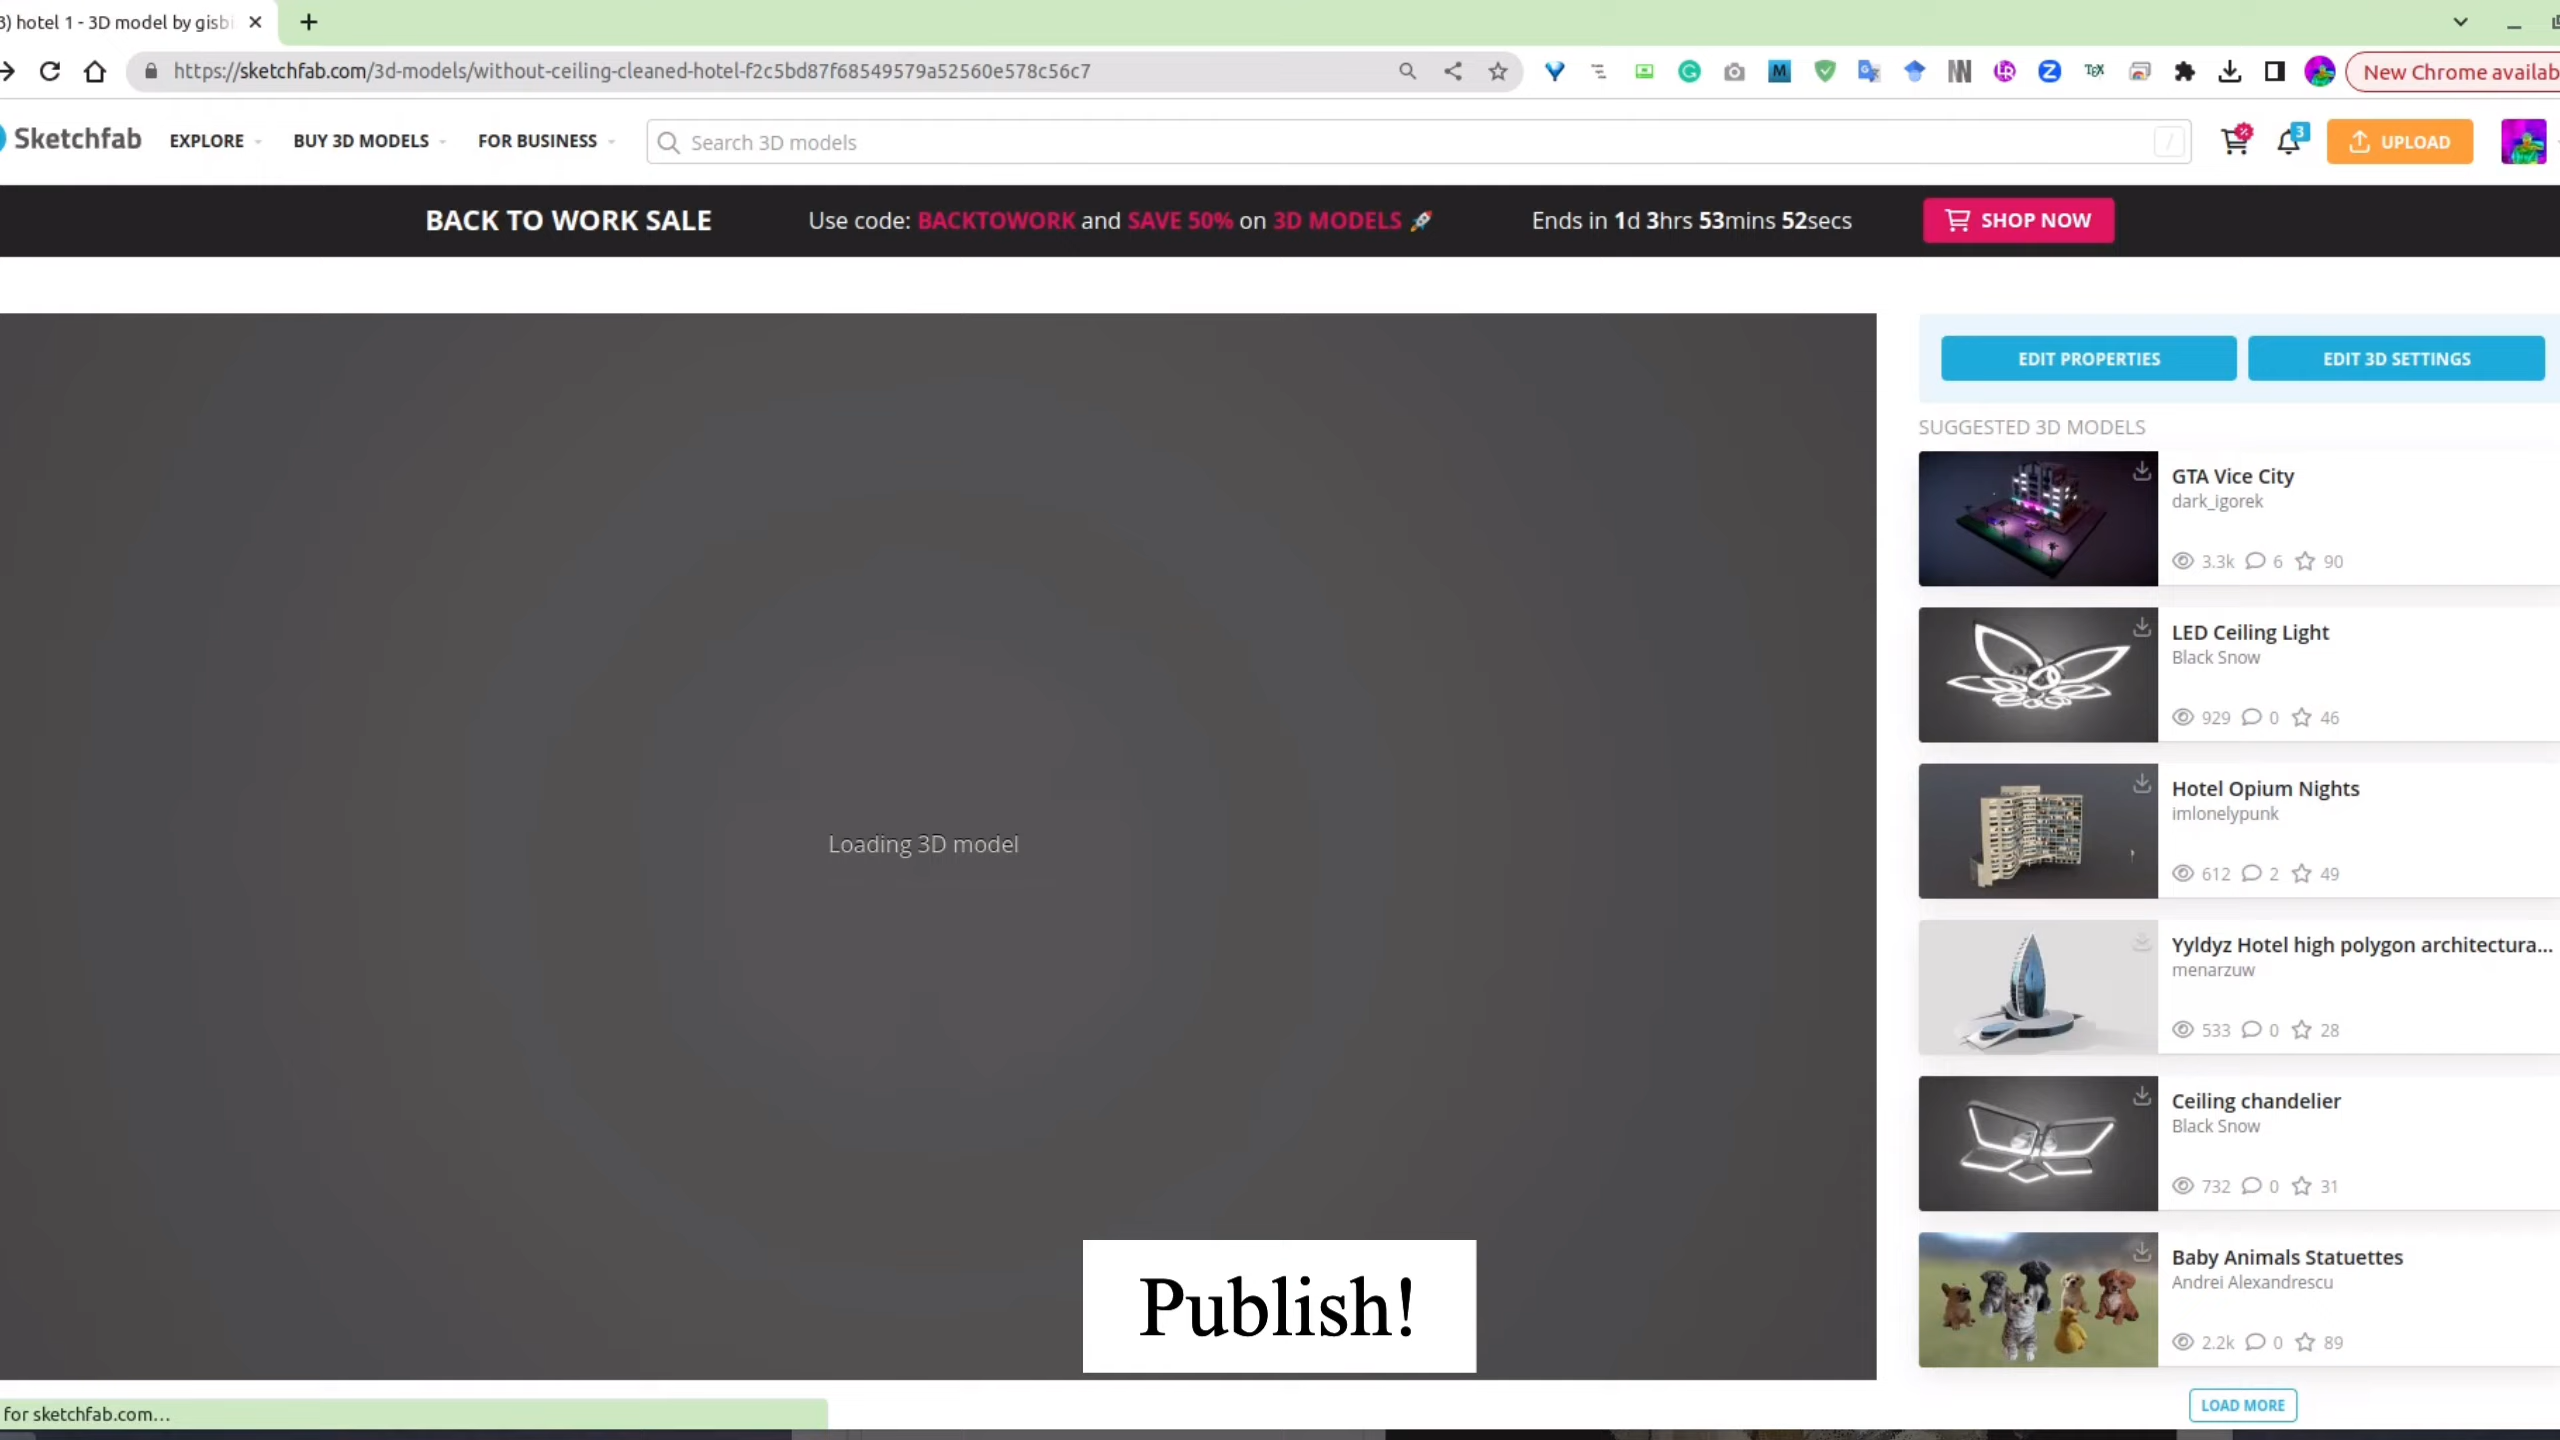 3) hotel 1 - 3D model by gisbi
https://sketchfab.com/3d-models/without-ceiling-cleaned-hotel-f2c5bd87f68549579a52560e578c56c7
New Chrome availab
Sketchfab EXPLORE BUY 3D MODELS FOR BUSINESS Search 3D models / 3 UPLOAD
BACK TO WORK SALE Use code: BACKTOWORK and SAVE 50% on 3D MODELS 🚀 Ends in 1d 3hrs 53mins 52secs SHOP NOW
Loading 3D model
Publish!
EDIT PROPERTIES EDIT 3D SETTINGS
SUGGESTED 3D MODELS
GTA Vice City
dark_igorek
3.3k 6 90
LED Ceiling Light
Black Snow
929 0 46
Hotel Opium Nights
imlonelypunk
612 2 49
Yyldyz Hotel high polygon architectura...
menarzuw
533 0 28
Ceiling chandelier
Black Snow
732 0 31
Baby Animals Statuettes
Andrei Alexandrescu
2.2k 0 89
LOAD MORE
for sketchfab.com...